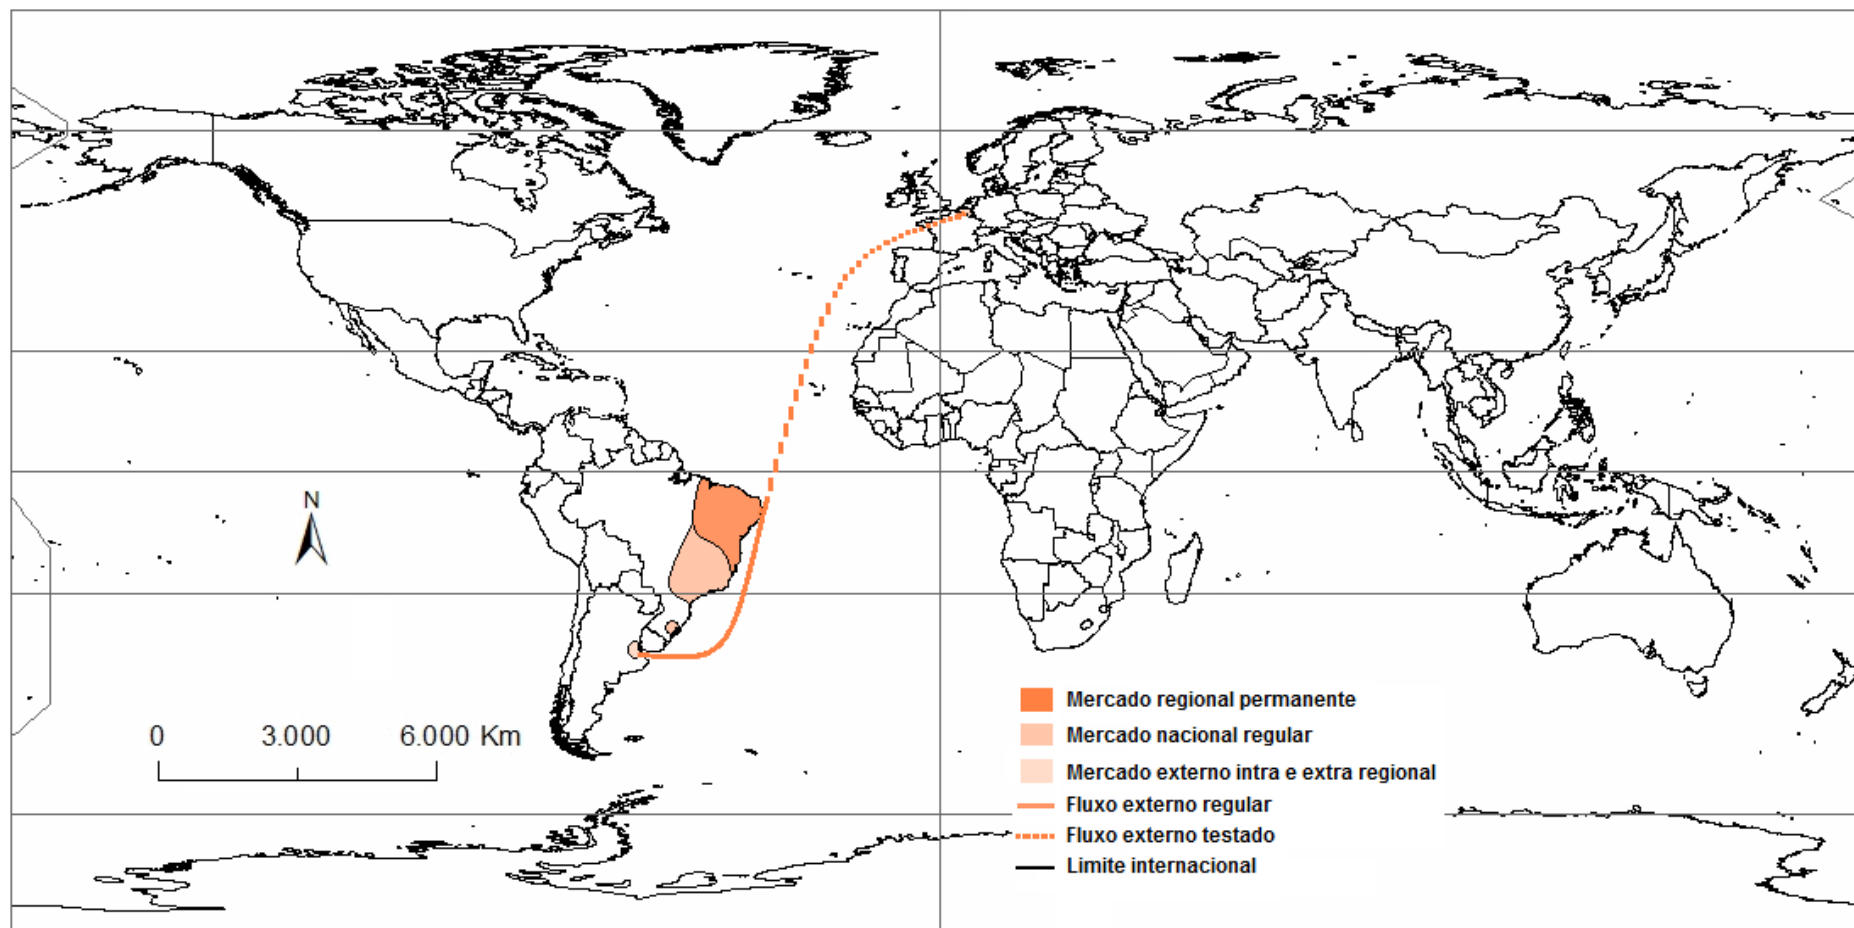 N
0 3.000 6.000 Km
Mercado regional permanente
Mercado nacional regular
Mercado externo intra e extra regional
Fluxo externo regular
Fluxo externo testado
Limite internacional